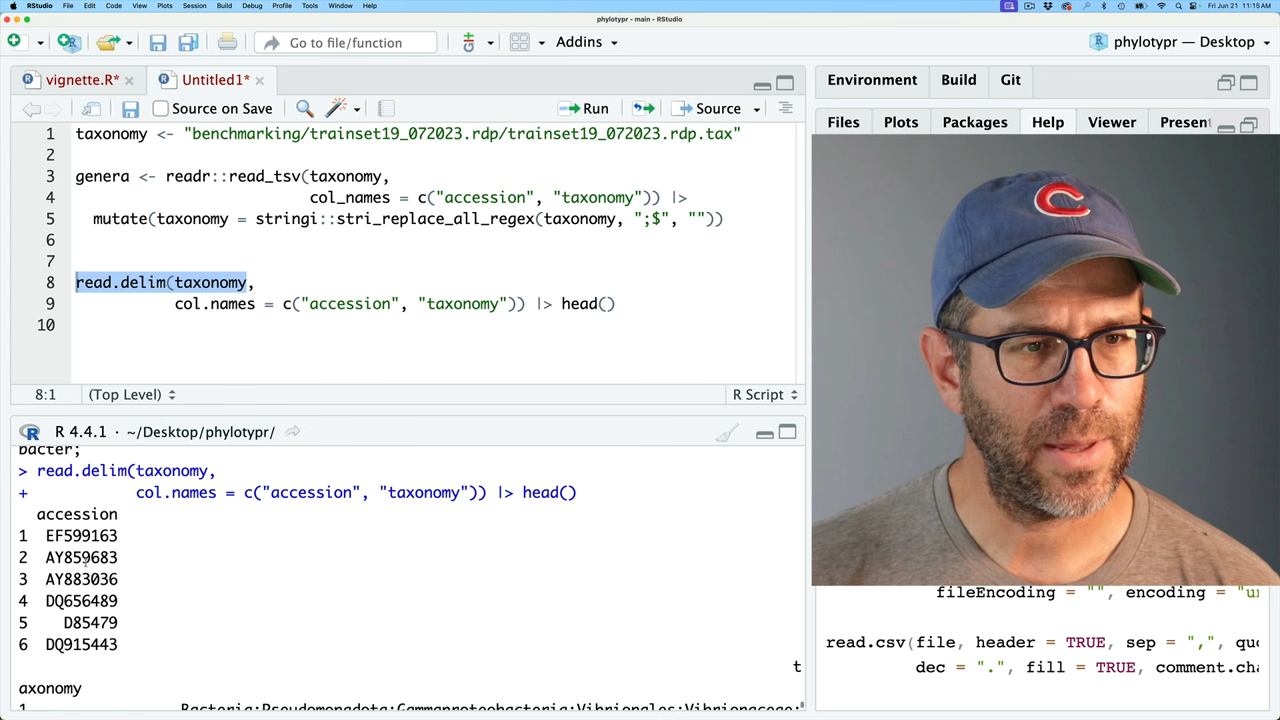 RStudio File Edit Code View Plots Session Build Debug Profile Tools Window Help
Fri Jun 21 11:15 AM
phylotypr - main - RStudio
Go to file/function
Addins
phylotypr — Desktop
vignette.R*
Untitled1*
Source on Save
Run
Source
1 taxonomy <- "benchmarking/trainset19_072023.rdp/trainset19_072023.rdp.tax"
2
3 genera <- readr::read_tsv(taxonomy,
4 col_names = c("accession", "taxonomy")) |>
5 mutate(taxonomy = stringi::stri_replace_all_regex(taxonomy, ";$", ""))
6
7
8 read.delim(taxonomy,
9 col.names = c("accession", "taxonomy")) |> head()
10
8:1 (Top Level) R Script
R 4.4.1 · ~/Desktop/phylotypr/
bacter;
> read.delim(taxonomy,
+ col.names = c("accession", "taxonomy")) |> head()
accession
1 EF599163
2 AY859683
3 AY883036
4 DQ656489
5 D85479
6 DQ915443
t
axonomy
1 Bacteria;Pseudomonadota;Gammaproteobacteria;Vibrionales;Vibrionaceae;
Environment Build Git
Files Plots Packages Help Viewer Present
C
fileEncoding = "", encoding = "u
read.csv(file, header = TRUE, sep = ",", quo
dec = ".", fill = TRUE, comment.cha